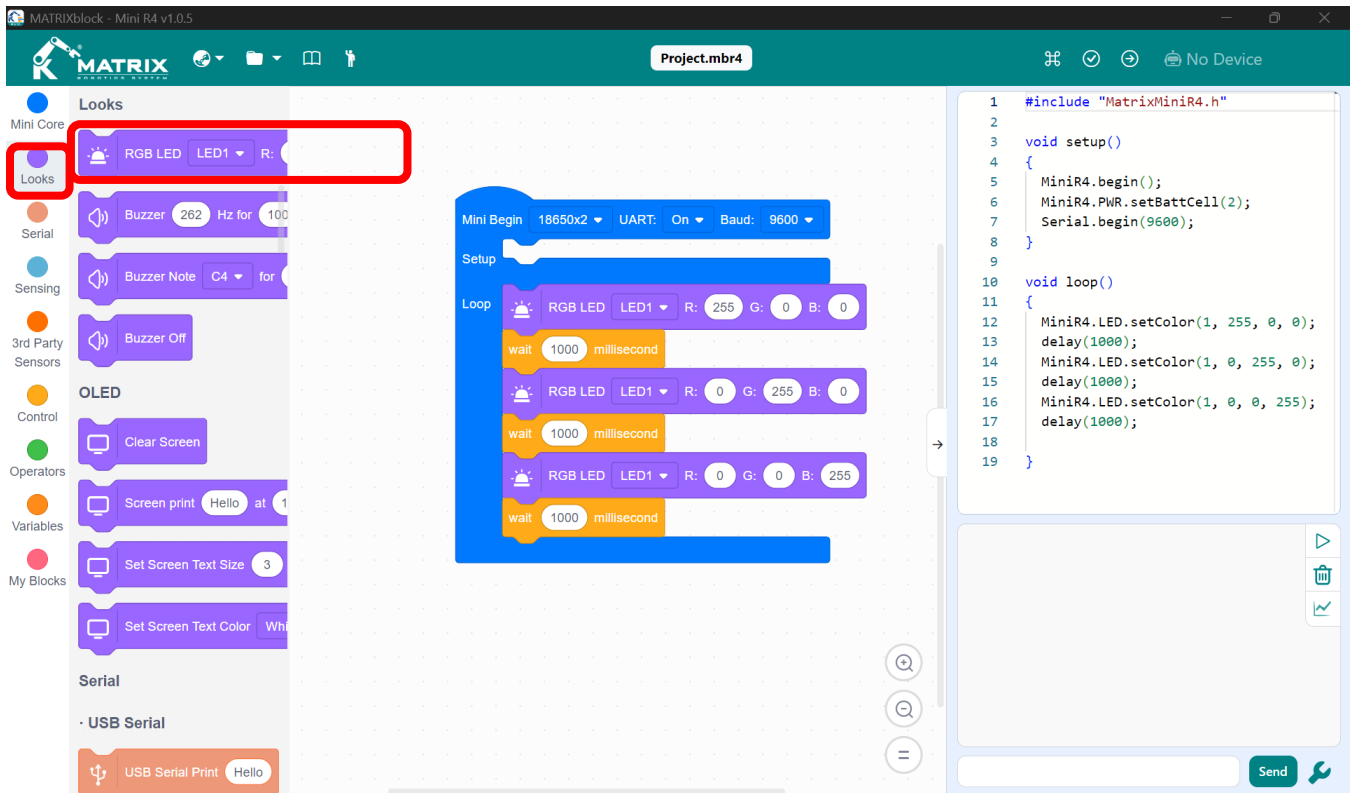 MATRIXblock - Mini R4 v1.0.5
MATRIX
ROBOTICS SYSTEM
Project.mbr4
No Device
Mini Core
Looks
Serial
Sensing
3rd Party
Sensors
Control
Operators
Variables
My Blocks
Looks
RGB LED LED1 R:
Buzzer 262 Hz for 100
Buzzer Note C4 for
Buzzer Off
OLED
Clear Screen
Screen print Hello at 1
Set Screen Text Size 3
Set Screen Text Color Whi
Serial
· USB Serial
USB Serial Print Hello
Mini Begin 18650x2 UART: On Baud: 9600
Setup
Loop
RGB LED LED1 R: 255 G: 0 B: 0
wait 1000 millisecond
RGB LED LED1 R: 0 G: 255 B: 0
wait 1000 millisecond
RGB LED LED1 R: 0 G: 0 B: 255
wait 1000 millisecond
1 #include "MatrixMiniR4.h"
2
3 void setup()
4 {
5 MiniR4.begin();
6 MiniR4.PWR.setBattCell(2);
7 Serial.begin(9600);
8 }
9
10 void loop()
11 {
12 MiniR4.LED.setColor(1, 255, 0, 0);
13 delay(1000);
14 MiniR4.LED.setColor(1, 0, 255, 0);
15 delay(1000);
16 MiniR4.LED.setColor(1, 0, 0, 255);
17 delay(1000);
18
19 }
Send